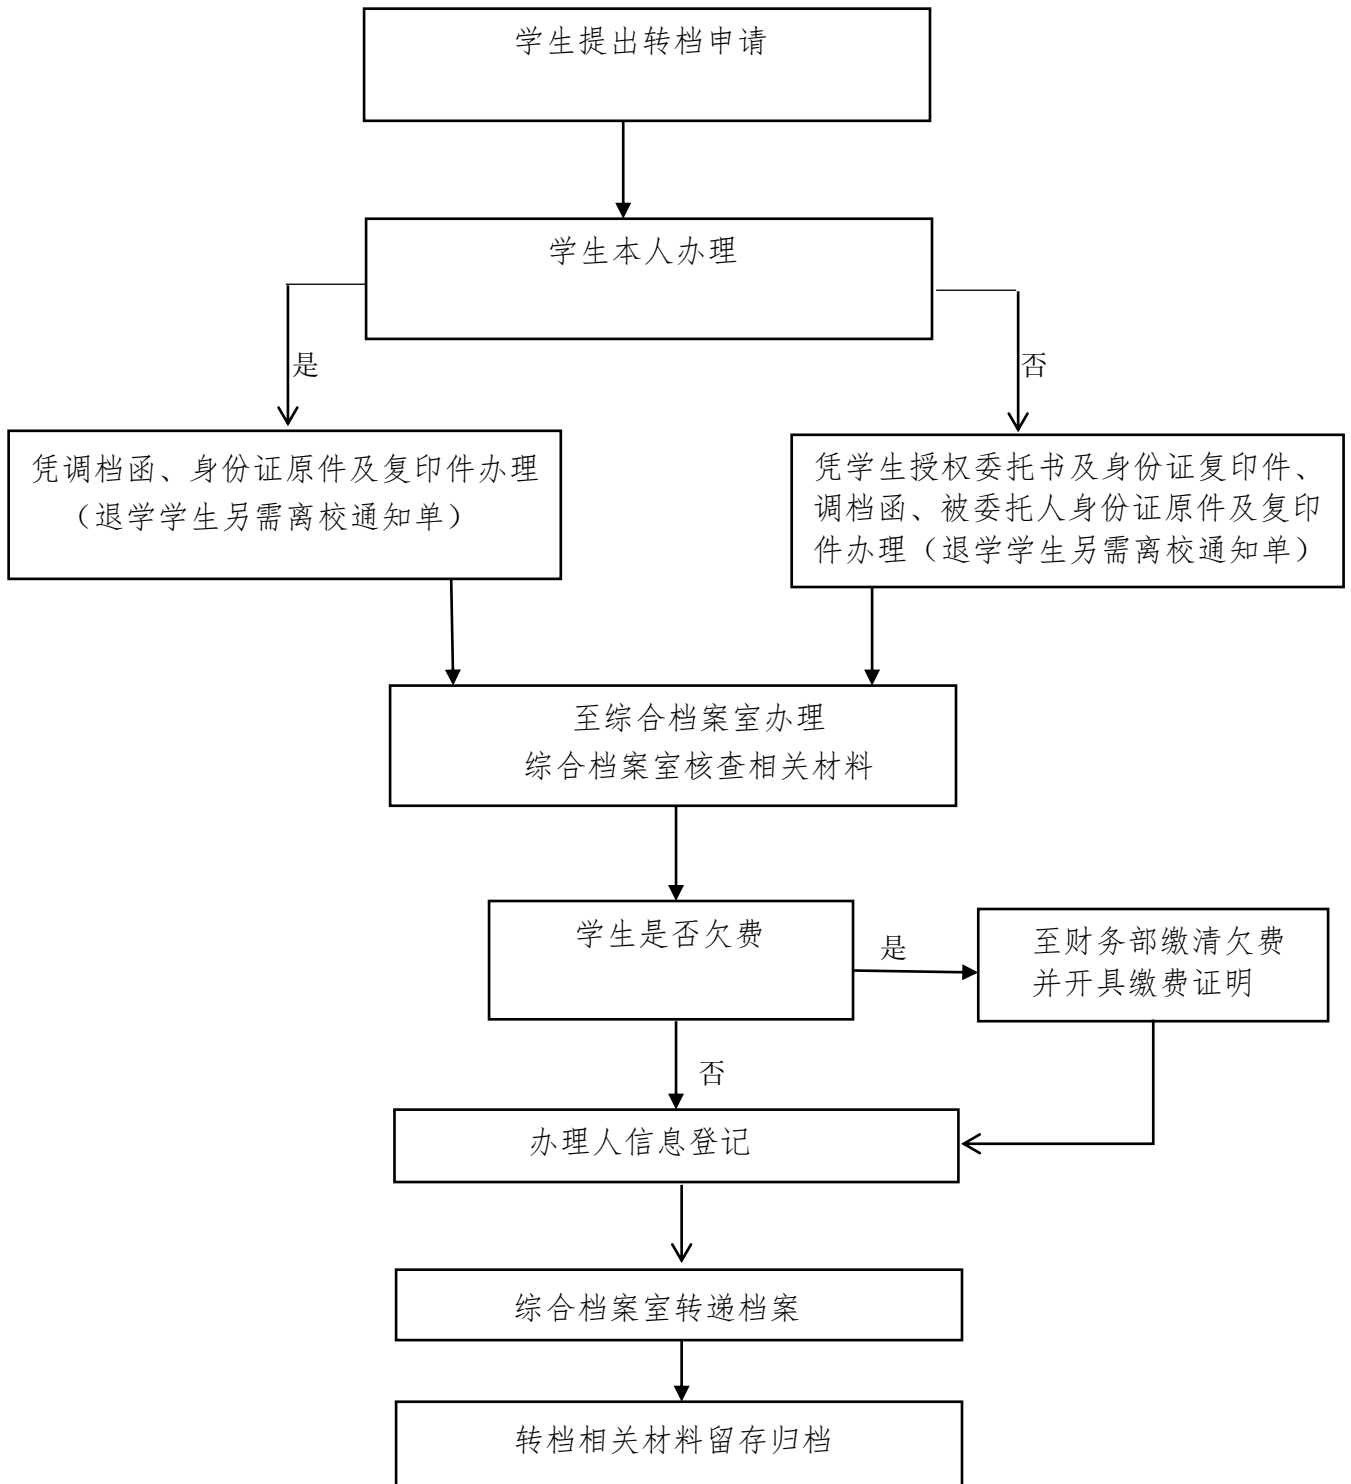 学生提出转档申请
学生本人办理
是
否
凭调档函、身份证原件及复印件办理
（退学学生另需离校通知单）
凭学生授权委托书及身份证复印件、
调档函、被委托人身份证原件及复印
件办理（退学学生另需离校通知单）
至综合档案室办理
综合档案室核查相关材料
学生是否欠费
是
至财务部缴清欠费
并开具缴费证明
否
办理人信息登记
综合档案室转递档案
转档相关材料留存归档